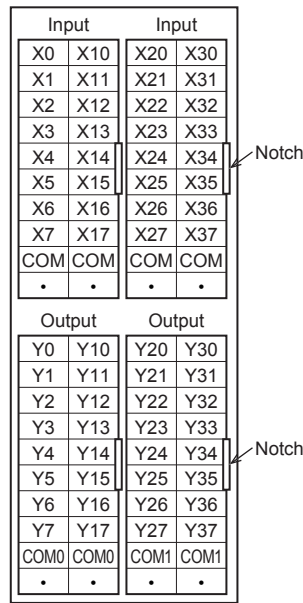 Input Input
X0 X10 X20 X30
X1 X11 X21 X31
X2 X12 X22 X32
X3 X13 X23 X33
X4 X14 X24 X34 Notch
X5 X15 X25 X35
X6 X16 X26 X36
X7 X17 X27 X37
COM COM COM COM
• • • •
Output Output
Y0 Y10 Y20 Y30
Y1 Y11 Y21 Y31
Y2 Y12 Y22 Y32
Y3 Y13 Y23 Y33
Y4 Y14 Y24 Y34 Notch
Y5 Y15 Y25 Y35
Y6 Y16 Y26 Y36
Y7 Y17 Y27 Y37
COM0 COM0 COM1 COM1
• • • •